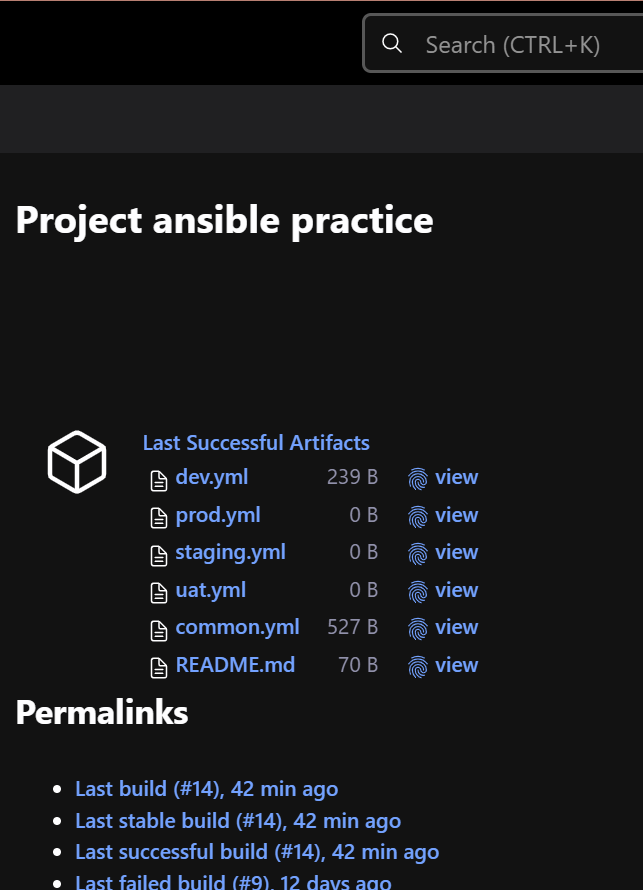 Search (CTRL+K)
Project ansible practice
Last Successful Artifacts
dev.yml 239 B view
prod.yml 0 B view
staging.yml 0 B view
uat.yml 0 B view
common.yml 527 B view
README.md 70 B view
Permalinks
Last build (#14), 42 min ago
Last stable build (#14), 42 min ago
Last successful build (#14), 42 min ago
Last failed build (#9), 12 days ago